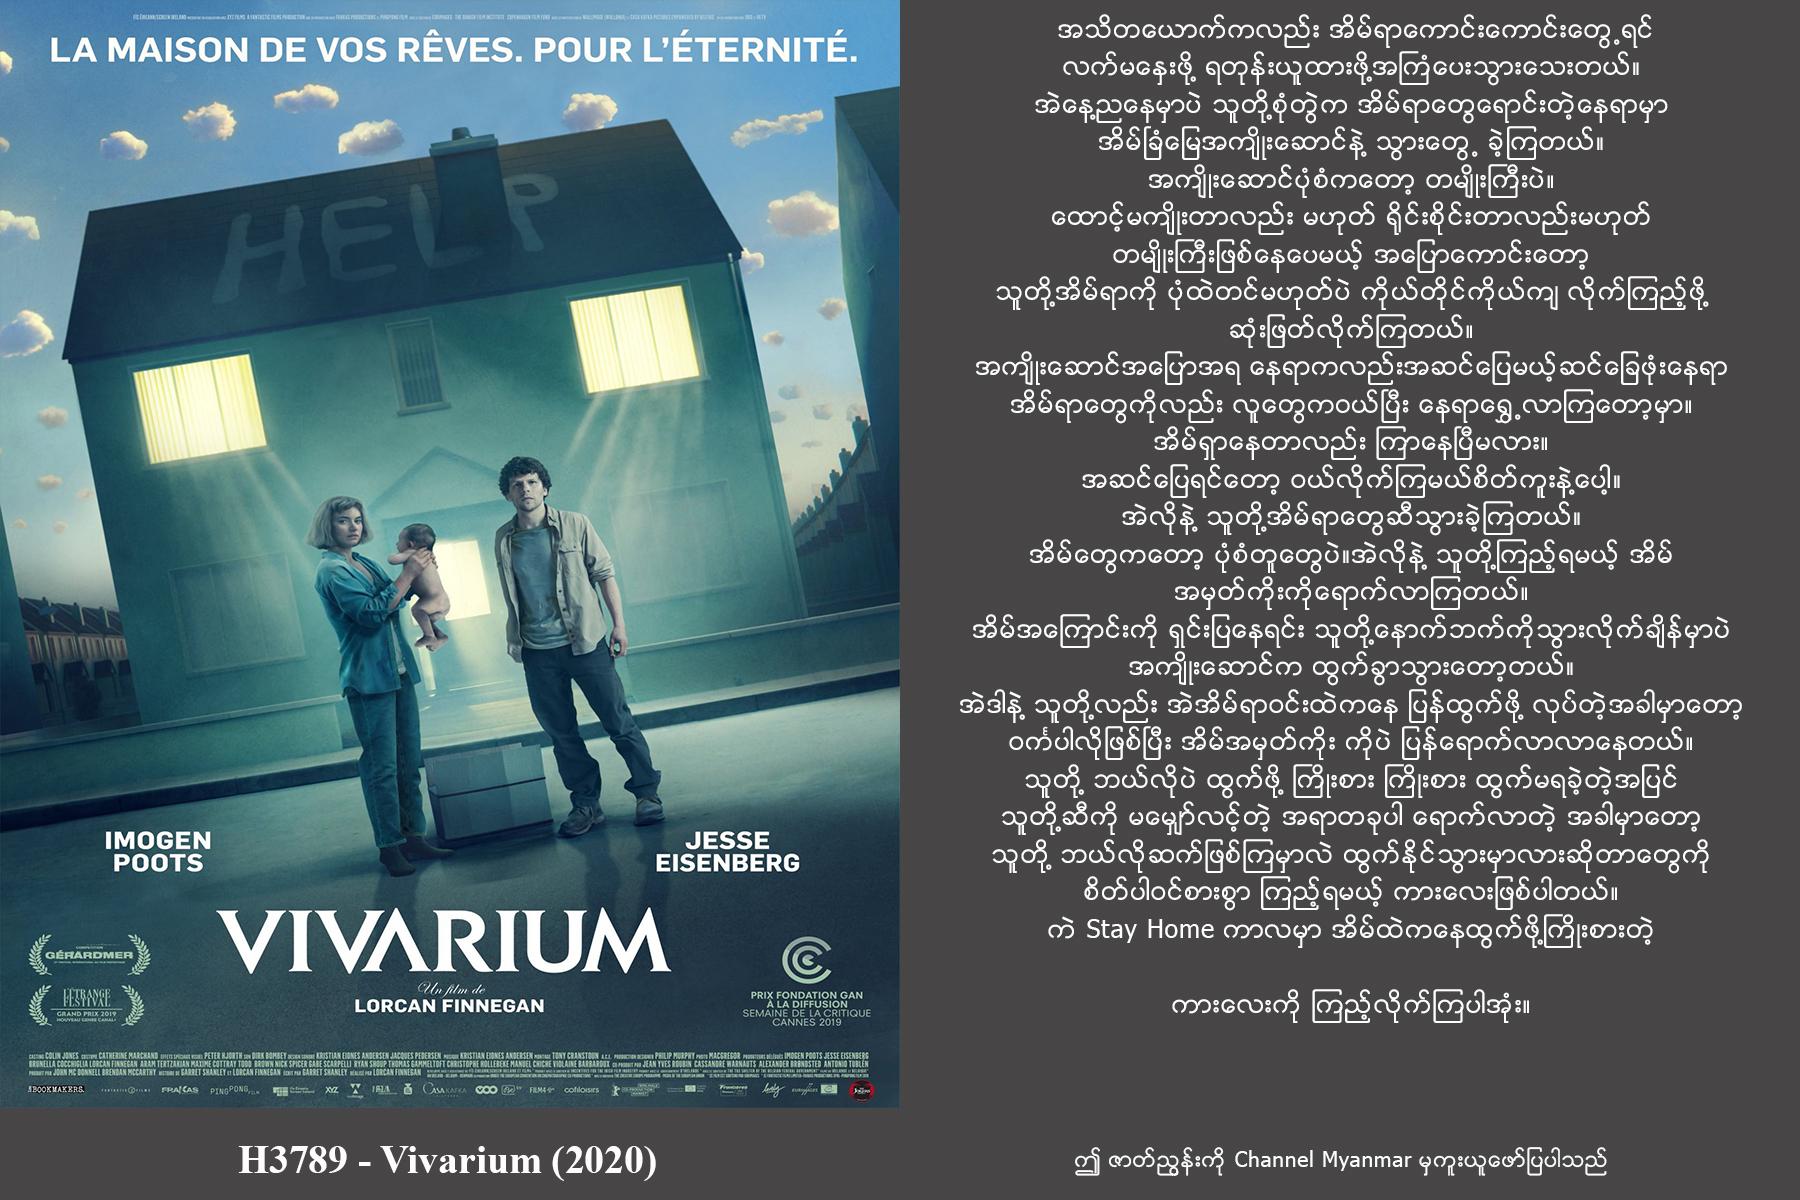 LA MAISON DE VOS RÊVES. POUR L'ÉTERNITÉ.
HELP
IMOGEN
POOTS
JESSE
EISENBERG
VIVARIUM
Un film de
LORCAN FINNEGAN
COMPETITION
GÉRARDMER
L'ÉTRANGE
FESTIVAL
GRAND PRIX 2019
NOUVEAU GENRE CANAL+
PRIX FONDATION GAN
À LA DIFFUSION
SEMAINE DE LA CRITIQUE
CANNES 2019
H3789 - Vivarium (2020)
အသိတယောက်ကလည်း အိမ်ရာကောင်းကောင်းတွေ့ရင်
လက်မနှေးဖို့ ရတုန်းယူထားဖို့အကြံပေးသွားသေးတယ်။
အဲနေ့ညနေမှာပဲ သူတို့စုံတွဲက အိမ်ရာတွေရောင်းတဲ့နေရာမှာ
အိမ်ခြံမြေအကျိုးဆောင်နဲ့ သွားတွေ့ ခဲ့ကြတယ်။
အကျိုးဆောင်ပုံစံကတော့ တမျိုးကြီးပဲ။
ထောင့်မကျိုးတာလည်း မဟုတ် ရိုင်းစိုင်းတာလည်းမဟုတ်
တမျိုးကြီးဖြစ်နေပေမယ့် အပြောကောင်းတော့
သူတို့အိမ်ရာကို ပုံထဲတင်မဟုတ်ပဲ ကိုယ်တိုင်ကိုယ်ကျ လိုက်ကြည့်ဖို့
ဆုံးဖြတ်လိုက်ကြတယ်။
အကျိုးဆောင်အပြောအရ နေရာကလည်းအဆင်ပြေမယ့်ဆင်ခြေဖုံးနေရာ
အိမ်ရာတွေကိုလည်း လူတွေကဝယ်ပြီး နေရာရွှေ့လာကြတော့မှာ။
အိမ်ရှာနေတာလည်း ကြာနေပြီမလား။
အဆင်ပြေရင်တော့ ဝယ်လိုက်ကြမယ်စိတ်ကူးနဲ့ပေါ့။
အဲလိုနဲ့ သူတို့အိမ်ရာတွေဆီသွားခဲ့ကြတယ်။
အိမ်တွေကတော့ ပုံစံတူတွေပဲ။အဲလိုနဲ့ သူတို့ကြည့်ရမယ့် အိမ်
အမှတ်ကိုးကိုရောက်လာကြတယ်။
အိမ်အကြောင်းကို ရှင်းပြနေရင်း သူတို့နောက်ဘက်ကိုသွားလိုက်ချိန်မှာပဲ
အကျိုးဆောင်က ထွက်ခွာသွားတော့တယ်။
အဲဒါနဲ့ သူတို့လည်း အဲအိမ်ရာဝင်းထဲကနေ ပြန်ထွက်ဖို့ လုပ်တဲ့အခါမှာတော့
ဝင်္ကပါလိုဖြစ်ပြီး အိမ်အမှတ်ကိုး ကိုပဲ ပြန်ရောက်လာလာနေတယ်။
သူတို့ ဘယ်လိုပဲ ထွက်ဖို့ ကြိုးစား ကြိုးစား ထွက်မရခဲ့တဲ့အပြင်
သူတို့ဆီကို မမျှော်လင့်တဲ့ အရာတခုပါ ရောက်လာတဲ့ အခါမှာတော့
သူတို့ ဘယ်လိုဆက်ဖြစ်ကြမှာလဲ ထွက်နိုင်သွားမှာလားဆိုတာတွေကို
စိတ်ပါဝင်စားစွာ ကြည့်ရမယ့် ကားလေးဖြစ်ပါတယ်။
ကဲ Stay Home ကာလမှာ အိမ်ထဲကနေထွက်ဖို့ကြိုးစားတဲ့
ကားလေးကို ကြည့်လိုက်ကြပါအုံး။
ဤ ဇာတ်ညွှန်းကို Channel Myanmar မှကူးယူဖော်ပြပါသည်